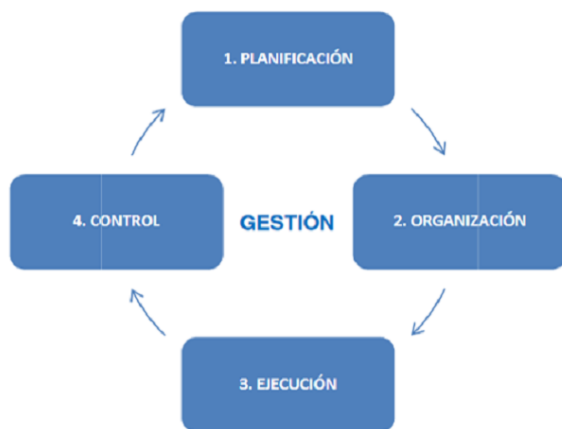 1. PLANIFICACIÓN
4. CONTROL
GESTIÓN
2. ORGANIZACIÓN
3. EJECUCIÓN